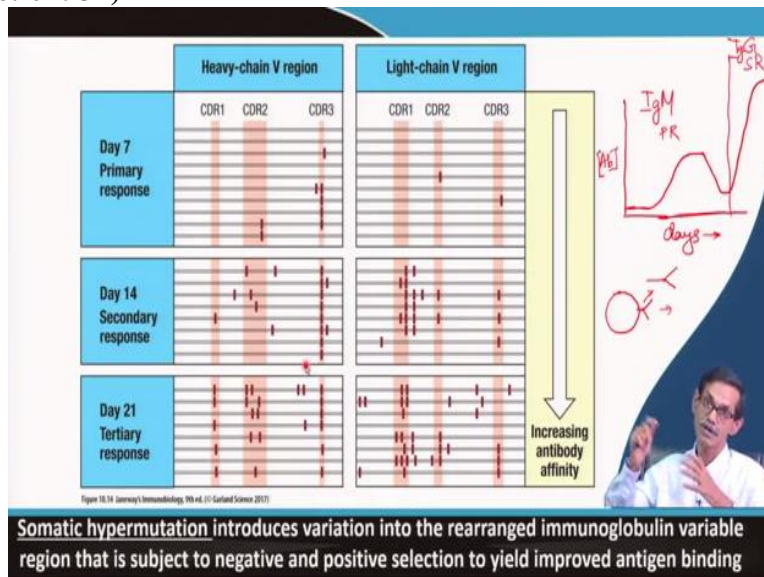 Heavy-chain V region
Light-chain V region
CDR1 CDR2 CDR3
CDR1 CDR2 CDR3
Day 7
Primary
response
Day 14
Secondary
response
Day 21
Tertiary
response
Increasing
antibody
affinity
IgM
PR
IgG
SR
[Ab]
days →
Figure 10.14 Janeway's Immunobiology, 9th ed. (© Garland Science 2017)
Somatic hypermutation introduces variation into the rearranged immunoglobulin variable
region that is subject to negative and positive selection to yield improved antigen binding